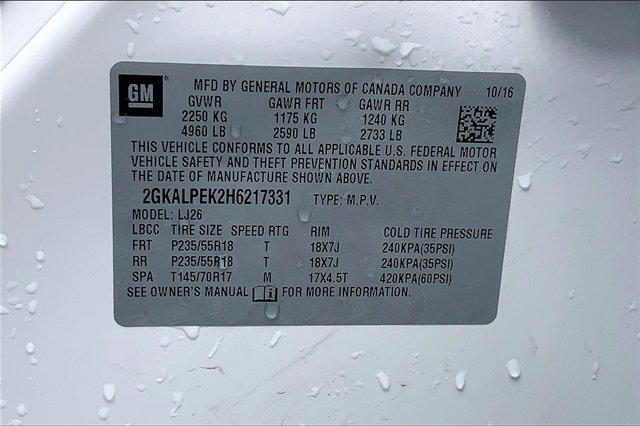 GM ® MFD BY GENERAL MOTORS OF CANADA COMPANY 10/16
GVWR GAWR FRT GAWR RR
2250 KG 1175 KG 1240 KG
4960 LB 2590 LB 2733 LB
THIS VEHICLE CONFORMS TO ALL APPLICABLE U.S. FEDERAL MOTOR
VEHICLE SAFETY AND THEFT PREVENTION STANDARDS IN EFFECT ON
THE DATE OF MANUFACTURE SHOWN ABOVE.
2GKALPEK2H6217331 TYPE: M.P.V.
MODEL: LJ26
LBCC TIRE SIZE SPEED RTG RIM COLD TIRE PRESSURE
FRT P235/55R18 T 18X7J 240KPA(35PSI)
RR P235/55R18 T 18X7J 240KPA(35PSI)
SPA T145/70R17 M 17X4.5T 420KPA(60PSI)
SEE OWNER'S MANUAL FOR MORE INFORMATION.